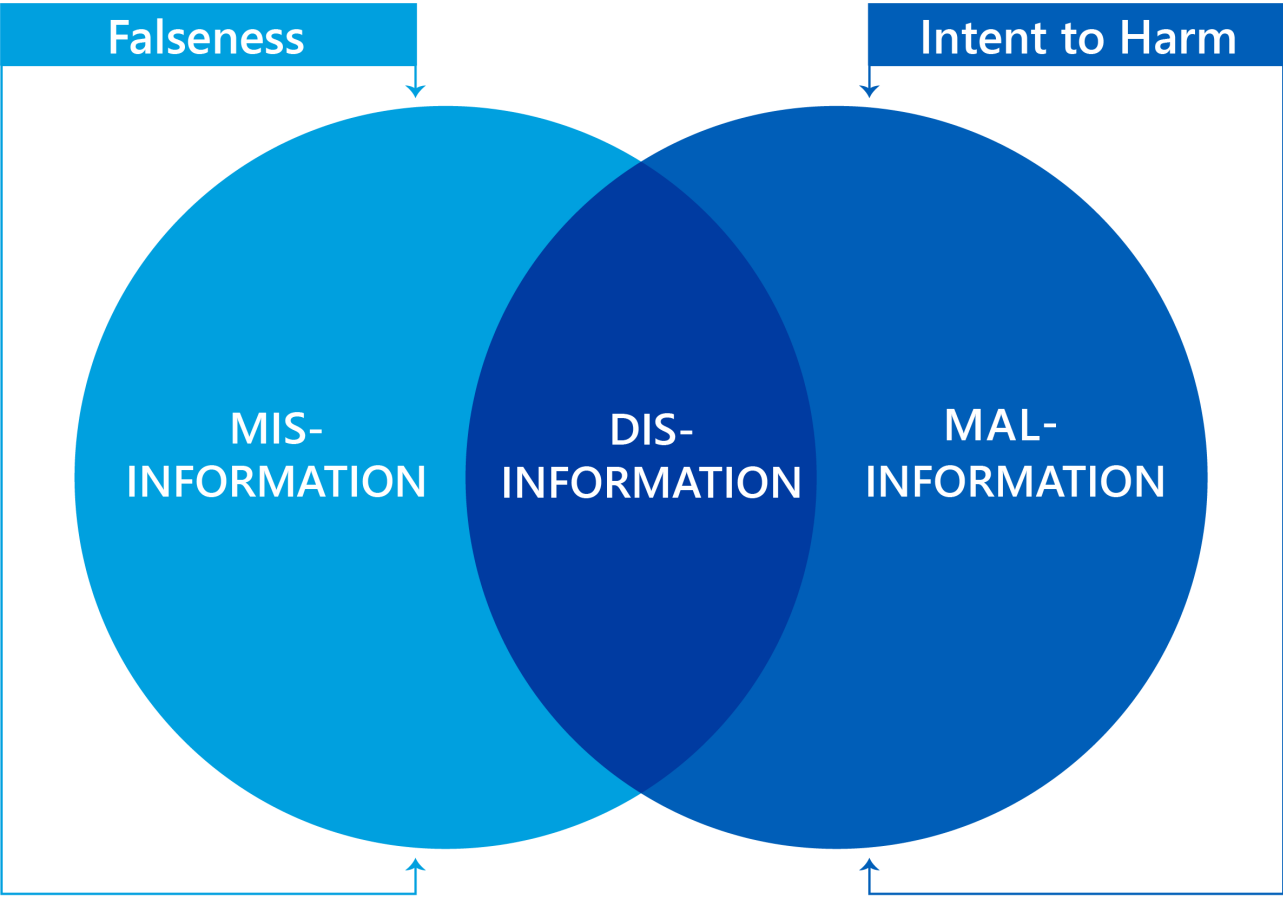 Falseness
Intent to Harm
MIS-
INFORMATION
DIS-
INFORMATION
MAL-
INFORMATION